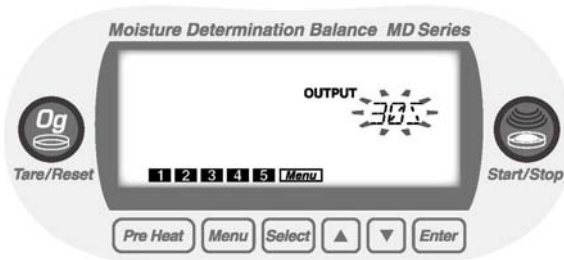 Moisture Determination Balance MD Series
OUTPUT
30S
0g
Tare/Reset
Start/Stop
1 2 3 4 5 Menu
Pre Heat Menu Select ▲ ▼ Enter